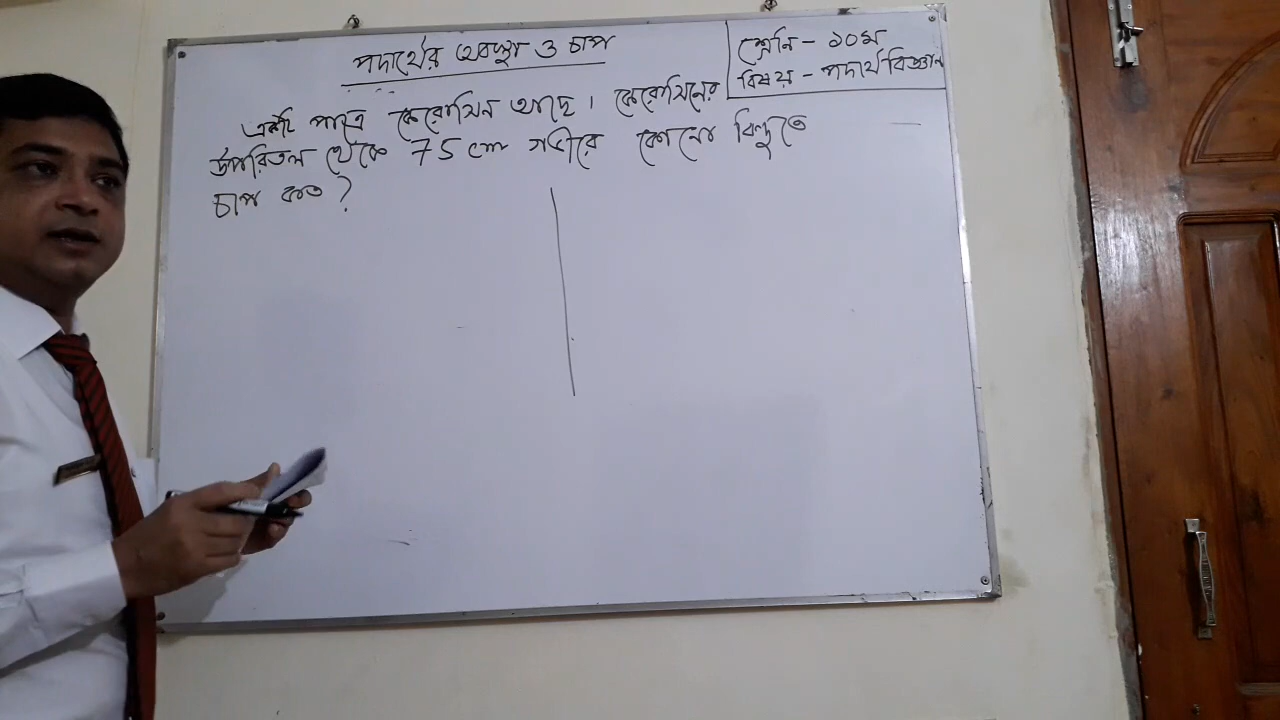 পদার্থের অবস্থা ও চাপ
শ্রেনি - ১০ম
বিষয় - পদার্থবিজ্ঞান
একটি পাত্রে কেরোসিন আছে। কেরোসিনের
উপরিতল থেকে 75 cm গভীরে কোনো বিন্দুতে
চাপ কত?